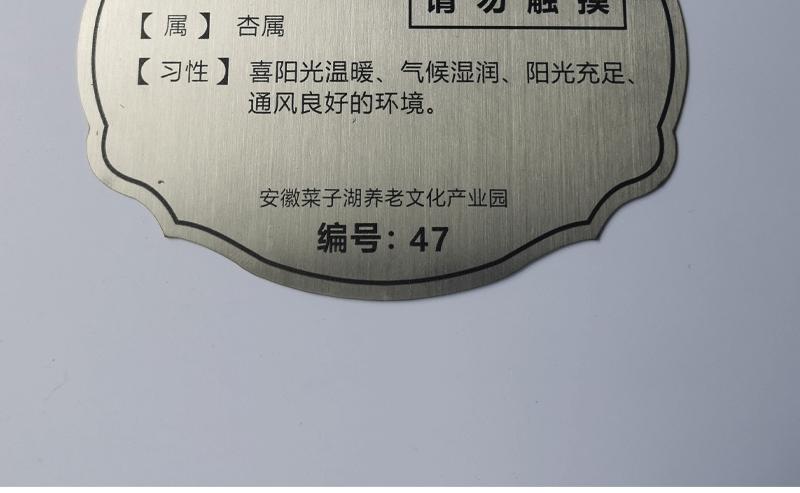 请勿触摸
【属】 杏属
【习性】 喜阳光温暖、气候湿润、阳光充足、
通风良好的环境。
安徽菜子湖养老文化产业园
编号：47